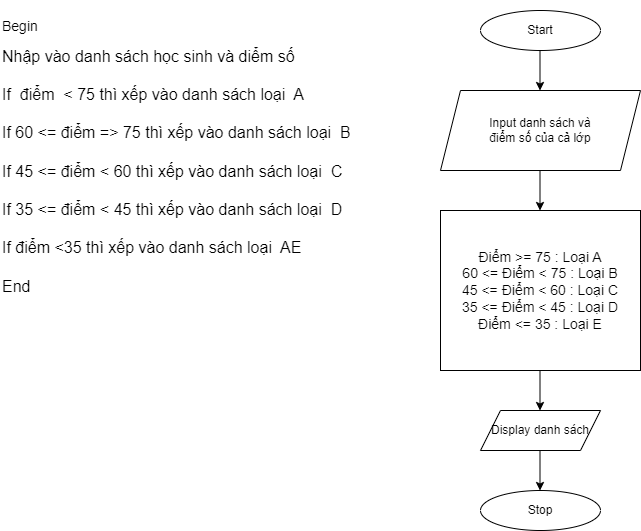 Begin
Nhập vào danh sách học sinh và diểm số
If điểm < 75 thì xếp vào danh sách loại A
If 60 <= điểm => 75 thì xếp vào danh sách loại B
If 45 <= điểm < 60 thì xếp vào danh sách loại C
If 35 <= điểm < 45 thì xếp vào danh sách loại D
If điểm <35 thì xếp vào danh sách loại AE
End
Start
Input danh sách và
điểm số của cả lớp
Điểm >= 75 : Loại A
60 <= Điểm < 75 : Loại B
45 <= Điểm < 60 : Loại C
35 <= Điểm < 45 : Loại D
Điểm <= 35 : Loại E
Display danh sách
Stop